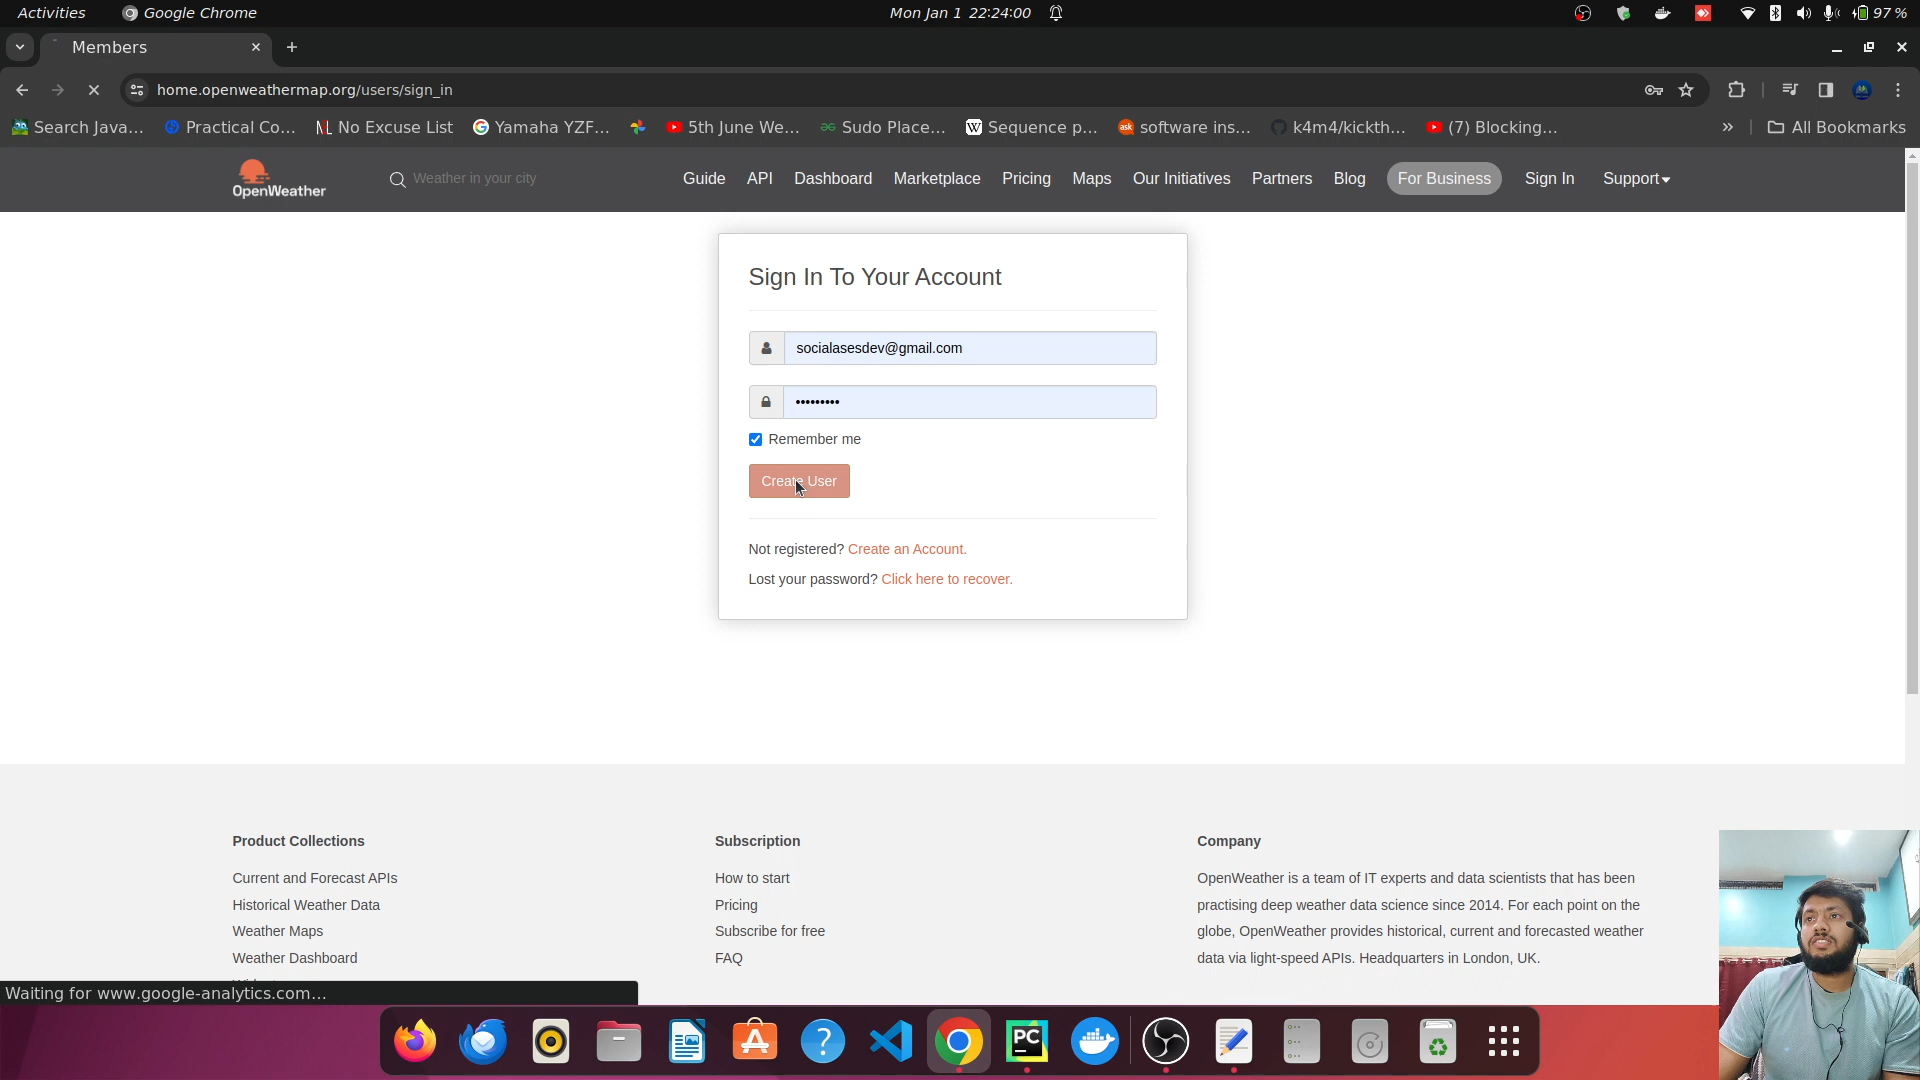 Activities Google Chrome Mon Jan 1 22:24:00 97 %
Members
home.openweathermap.org/users/sign_in
Search Java... Practical Co... No Excuse List Yamaha YZF... 5th June We... Sudo Place... Sequence p... software ins... k4m4/kickth... (7) Blocking... » All Bookmarks
OpenWeather Weather in your city Guide API Dashboard Marketplace Pricing Maps Our Initiatives Partners Blog For Business Sign In Support
Sign In To Your Account
socialasesdev@gmail.com
•••••••••
Remember me
Create User
Not registered? Create an Account.
Lost your password? Click here to recover.
Product Collections Subscription Company
Current and Forecast APIs How to start OpenWeather is a team of IT experts and data scientists that has been
Historical Weather Data Pricing practising deep weather data science since 2014. For each point on the
Weather Maps Subscribe for free globe, OpenWeather provides historical, current and forecasted weather
Weather Dashboard FAQ data via light-speed APIs. Headquarters in London, UK.
Waiting for www.google-analytics.com...
PC